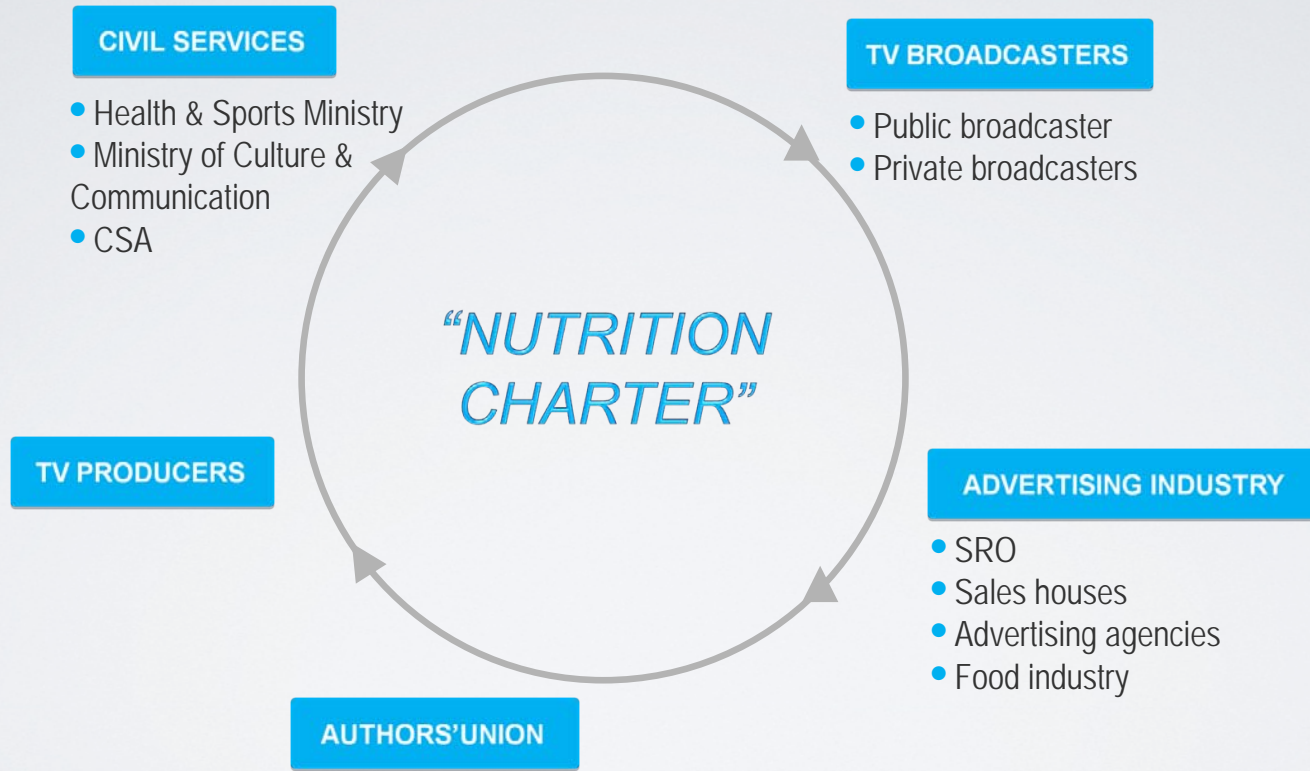 CIVIL SERVICES
• Health & Sports Ministry
• Ministry of Culture &
Communication
• CSA
TV BROADCASTERS
• Public broadcaster
• Private broadcasters
“NUTRITION
CHARTER”
TV PRODUCERS
ADVERTISING INDUSTRY
• SRO
• Sales houses
• Advertising agencies
• Food industry
AUTHORS’UNION